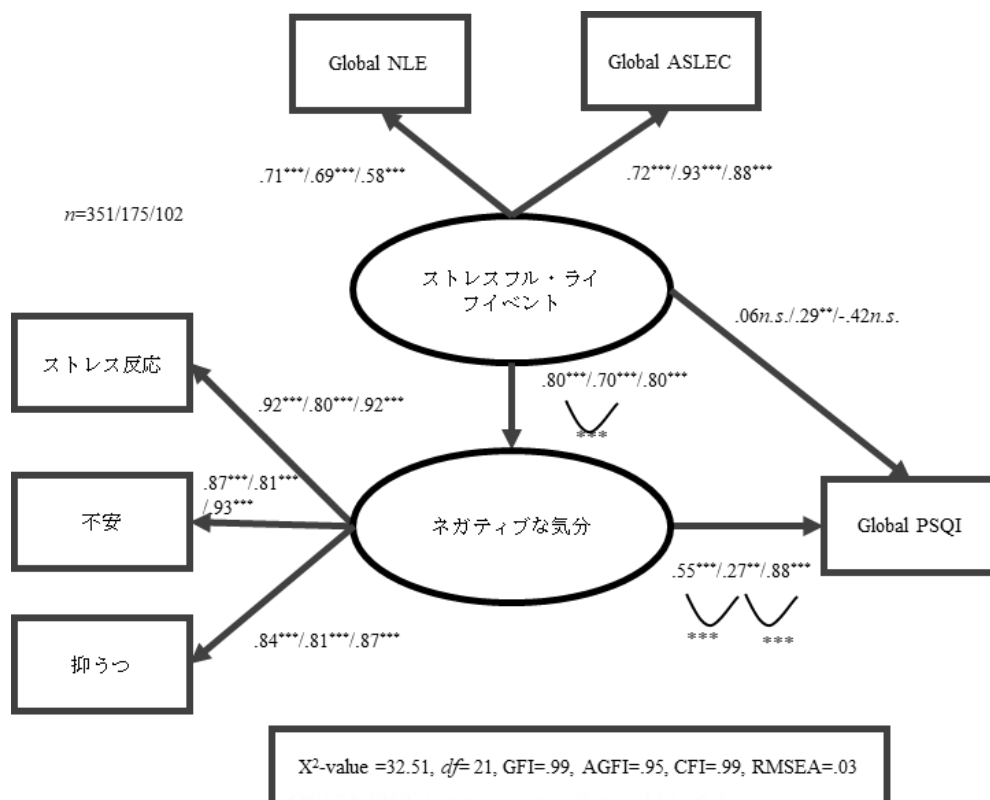 Global NLE
Global ASLEC
.71***/.69***/.58***
.72***/.93***/.88***
n=351/175/102
ストレスフル・ライ
フイベント
.06n.s./.29**/-.42n.s.
ストレス反応
.80***/.70***/.80***
***
.92***/.80***/.92***
.87***/.81***
/.93***
不安
ネガティブな気分
Global PSQI
.55***/.27**/.88***
*** ***
.84***/.81***/.87***
抑うつ
X²-value =32.51, df= 21, GFI=.99, AGFI=.95, CFI=.99, RMSEA=.03